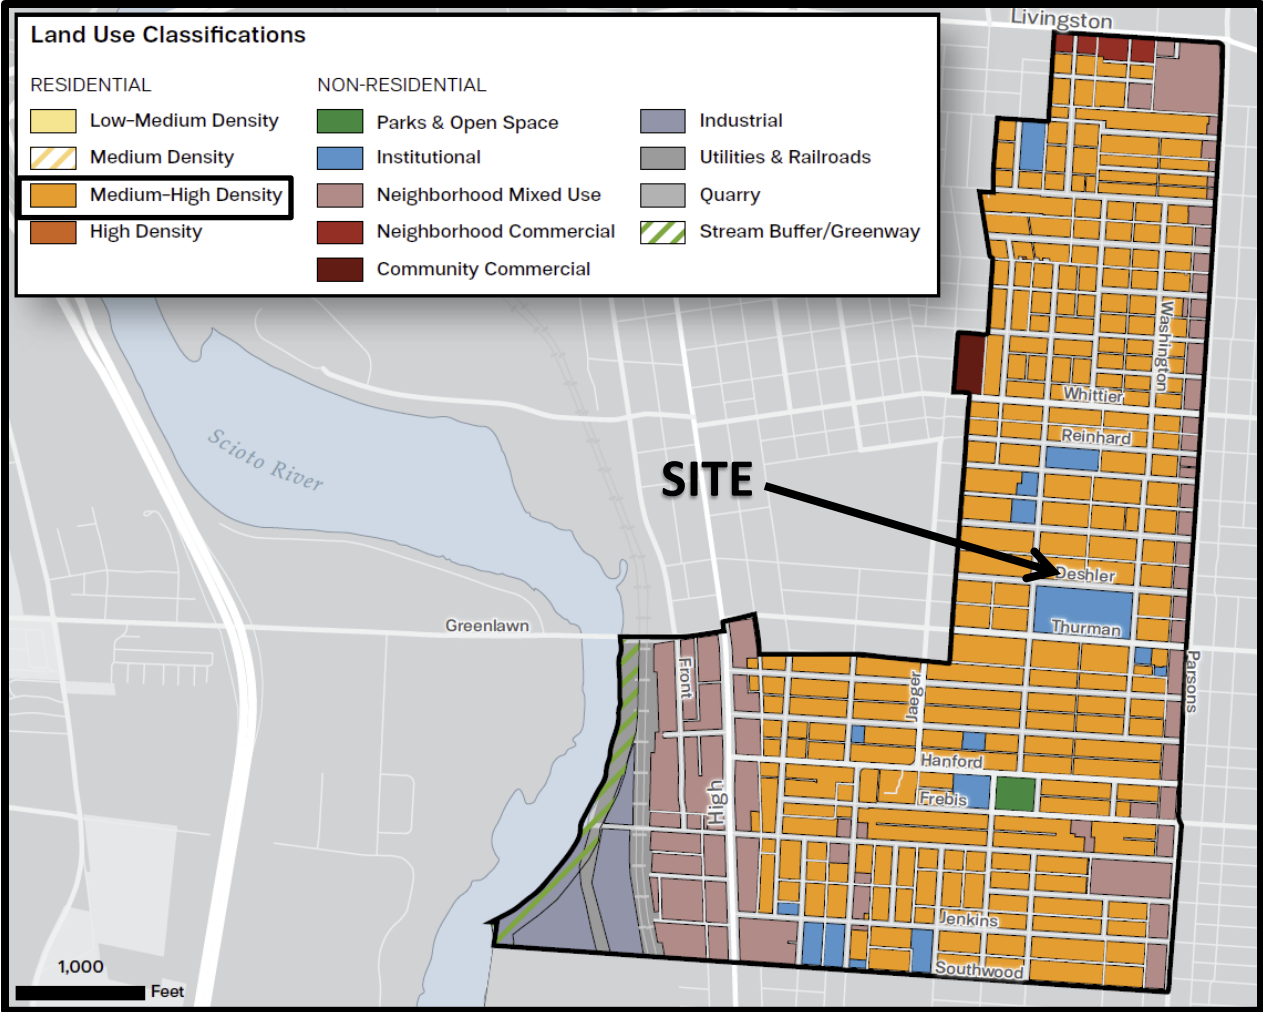 Livingston
Land Use Classifications
RESIDENTIAL
NON-RESIDENTIAL
Low–Medium Density
Medium Density
Medium–High Density
High Density
Parks & Open Space
Institutional
Neighborhood Mixed Use
Neighborhood Commercial
Community Commercial
Industrial
Utilities & Railroads
Quarry
Stream Buffer/Greenway
Washington
Whittier
Reinhard
Scioto River
SITE
Deshler
Greenlawn
Thurman
Parsons
Front
Jaeger
Hanford
High
Frebis
Jenkins
Southwood
1,000
Feet